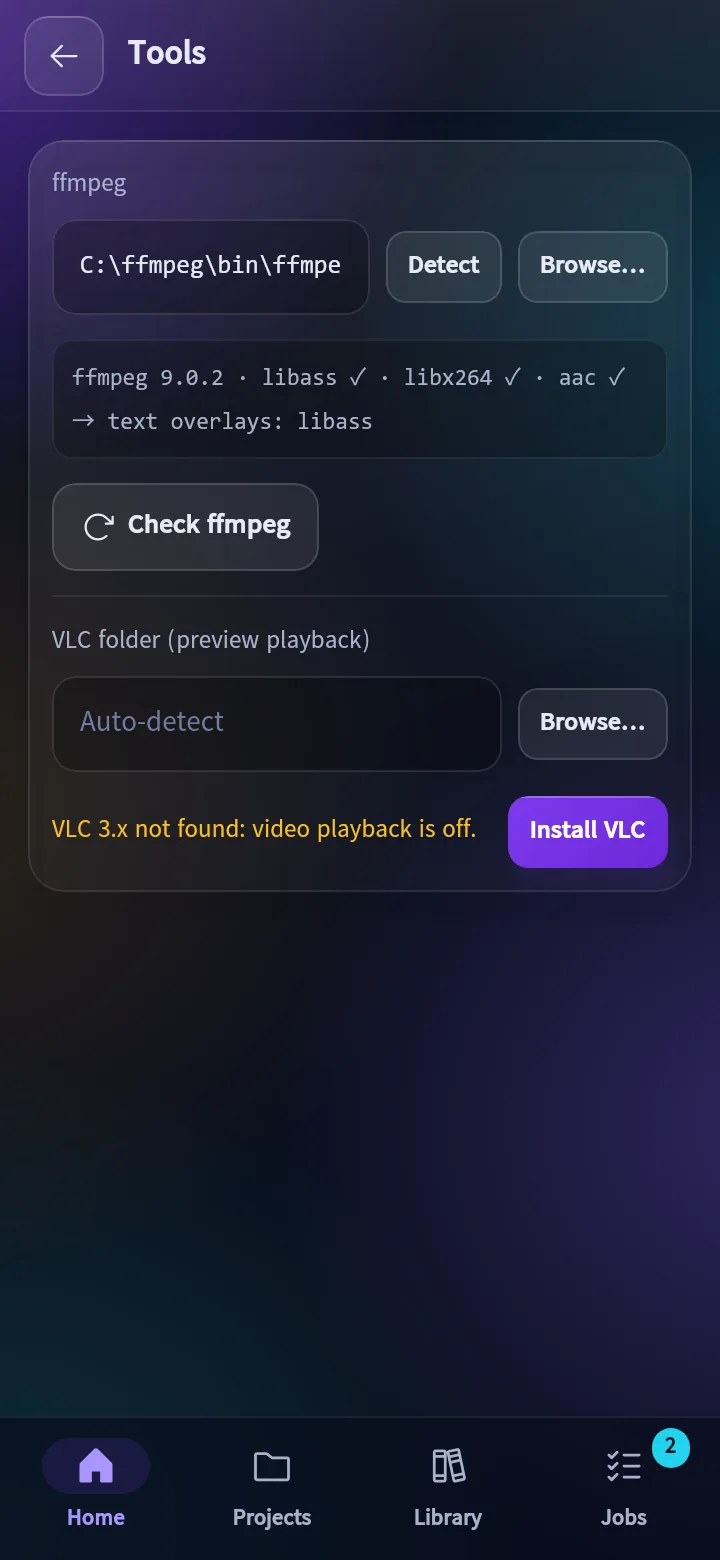 Tools
ffmpeg
C:\ffmpeg\bin\ffmpe
Detect
Browse...
ffmpeg 9.0.2 · libass ✓ · libx264 ✓ · aac ✓
→ text overlays: libass
Check ffmpeg
VLC folder (preview playback)
Auto-detect
Browse...
VLC 3.x not found: video playback is off.
Install VLC
2
Home
Projects
Library
Jobs